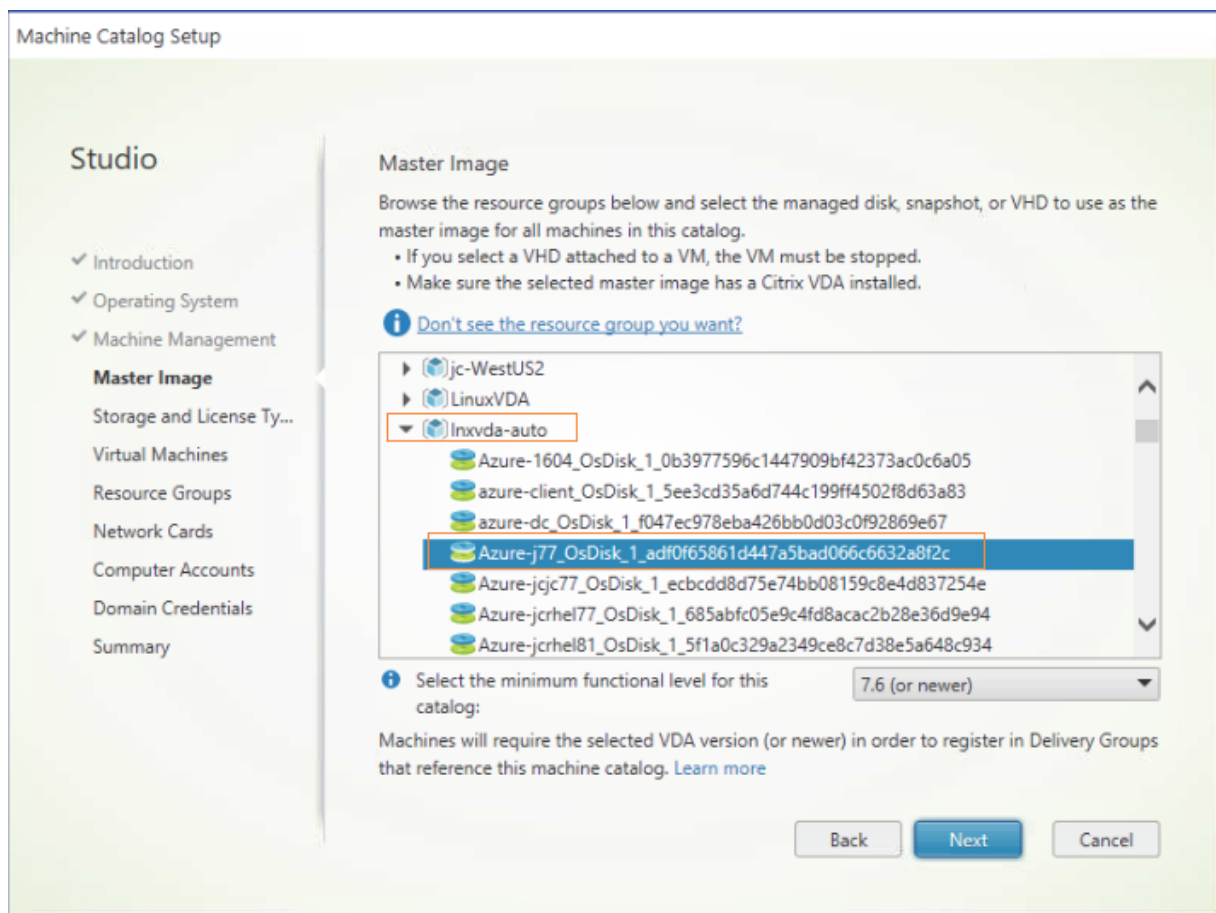 Machine Catalog Setup
Studio
Introduction
Operating System
Machine Management
Master Image
Storage and License Ty...
Virtual Machines
Resource Groups
Network Cards
Computer Accounts
Domain Credentials
Summary
Master Image
Browse the resource groups below and select the managed disk, snapshot, or VHD to use as the
master image for all machines in this catalog.
• If you select a VHD attached to a VM, the VM must be stopped.
• Make sure the selected master image has a Citrix VDA installed.
Don't see the resource group you want?
jc-WestUS2
LinuxVDA
lnxvda-auto
Azure-1604_OsDisk_1_0b3977596c1447909bf42373ac0c6a05
azure-client_OsDisk_1_5ee3cd35a6d744c199ff4502f8d63a83
azure-dc_OsDisk_1_f047ec978eba426bb0d03c0f92869e67
Azure-j77_OsDisk_1_adf0f65861d447a5bad066c6632a8f2c
Azure-jcjc77_OsDisk_1_ecbcdd8d75e74bb08159c8e4d837254e
Azure-jcrhel77_OsDisk_1_685abfc05e9c4fd8acac2b28e36d9e94
Azure-jcrhel81_OsDisk_1_5f1a0c329a2349ce8c7d38e5a648c934
Select the minimum functional level for this
catalog:
7.6 (or newer)
Machines will require the selected VDA version (or newer) in order to register in Delivery Groups
that reference this machine catalog. Learn more
Back
Next
Cancel